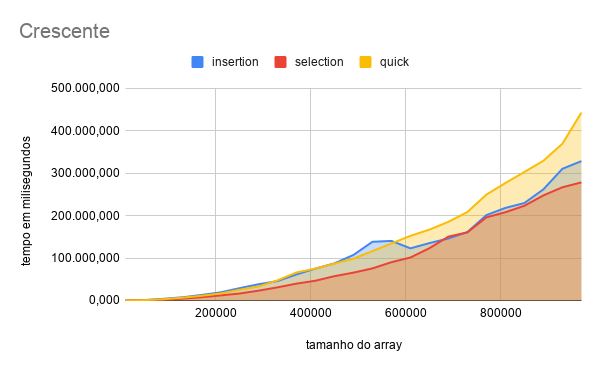 Crescente
insertion selection quick
500.000,000
400.000,000
300.000,000
200.000,000
100.000,000
0,000
tempo em milisegundos
200000 400000 600000 800000
tamanho do array